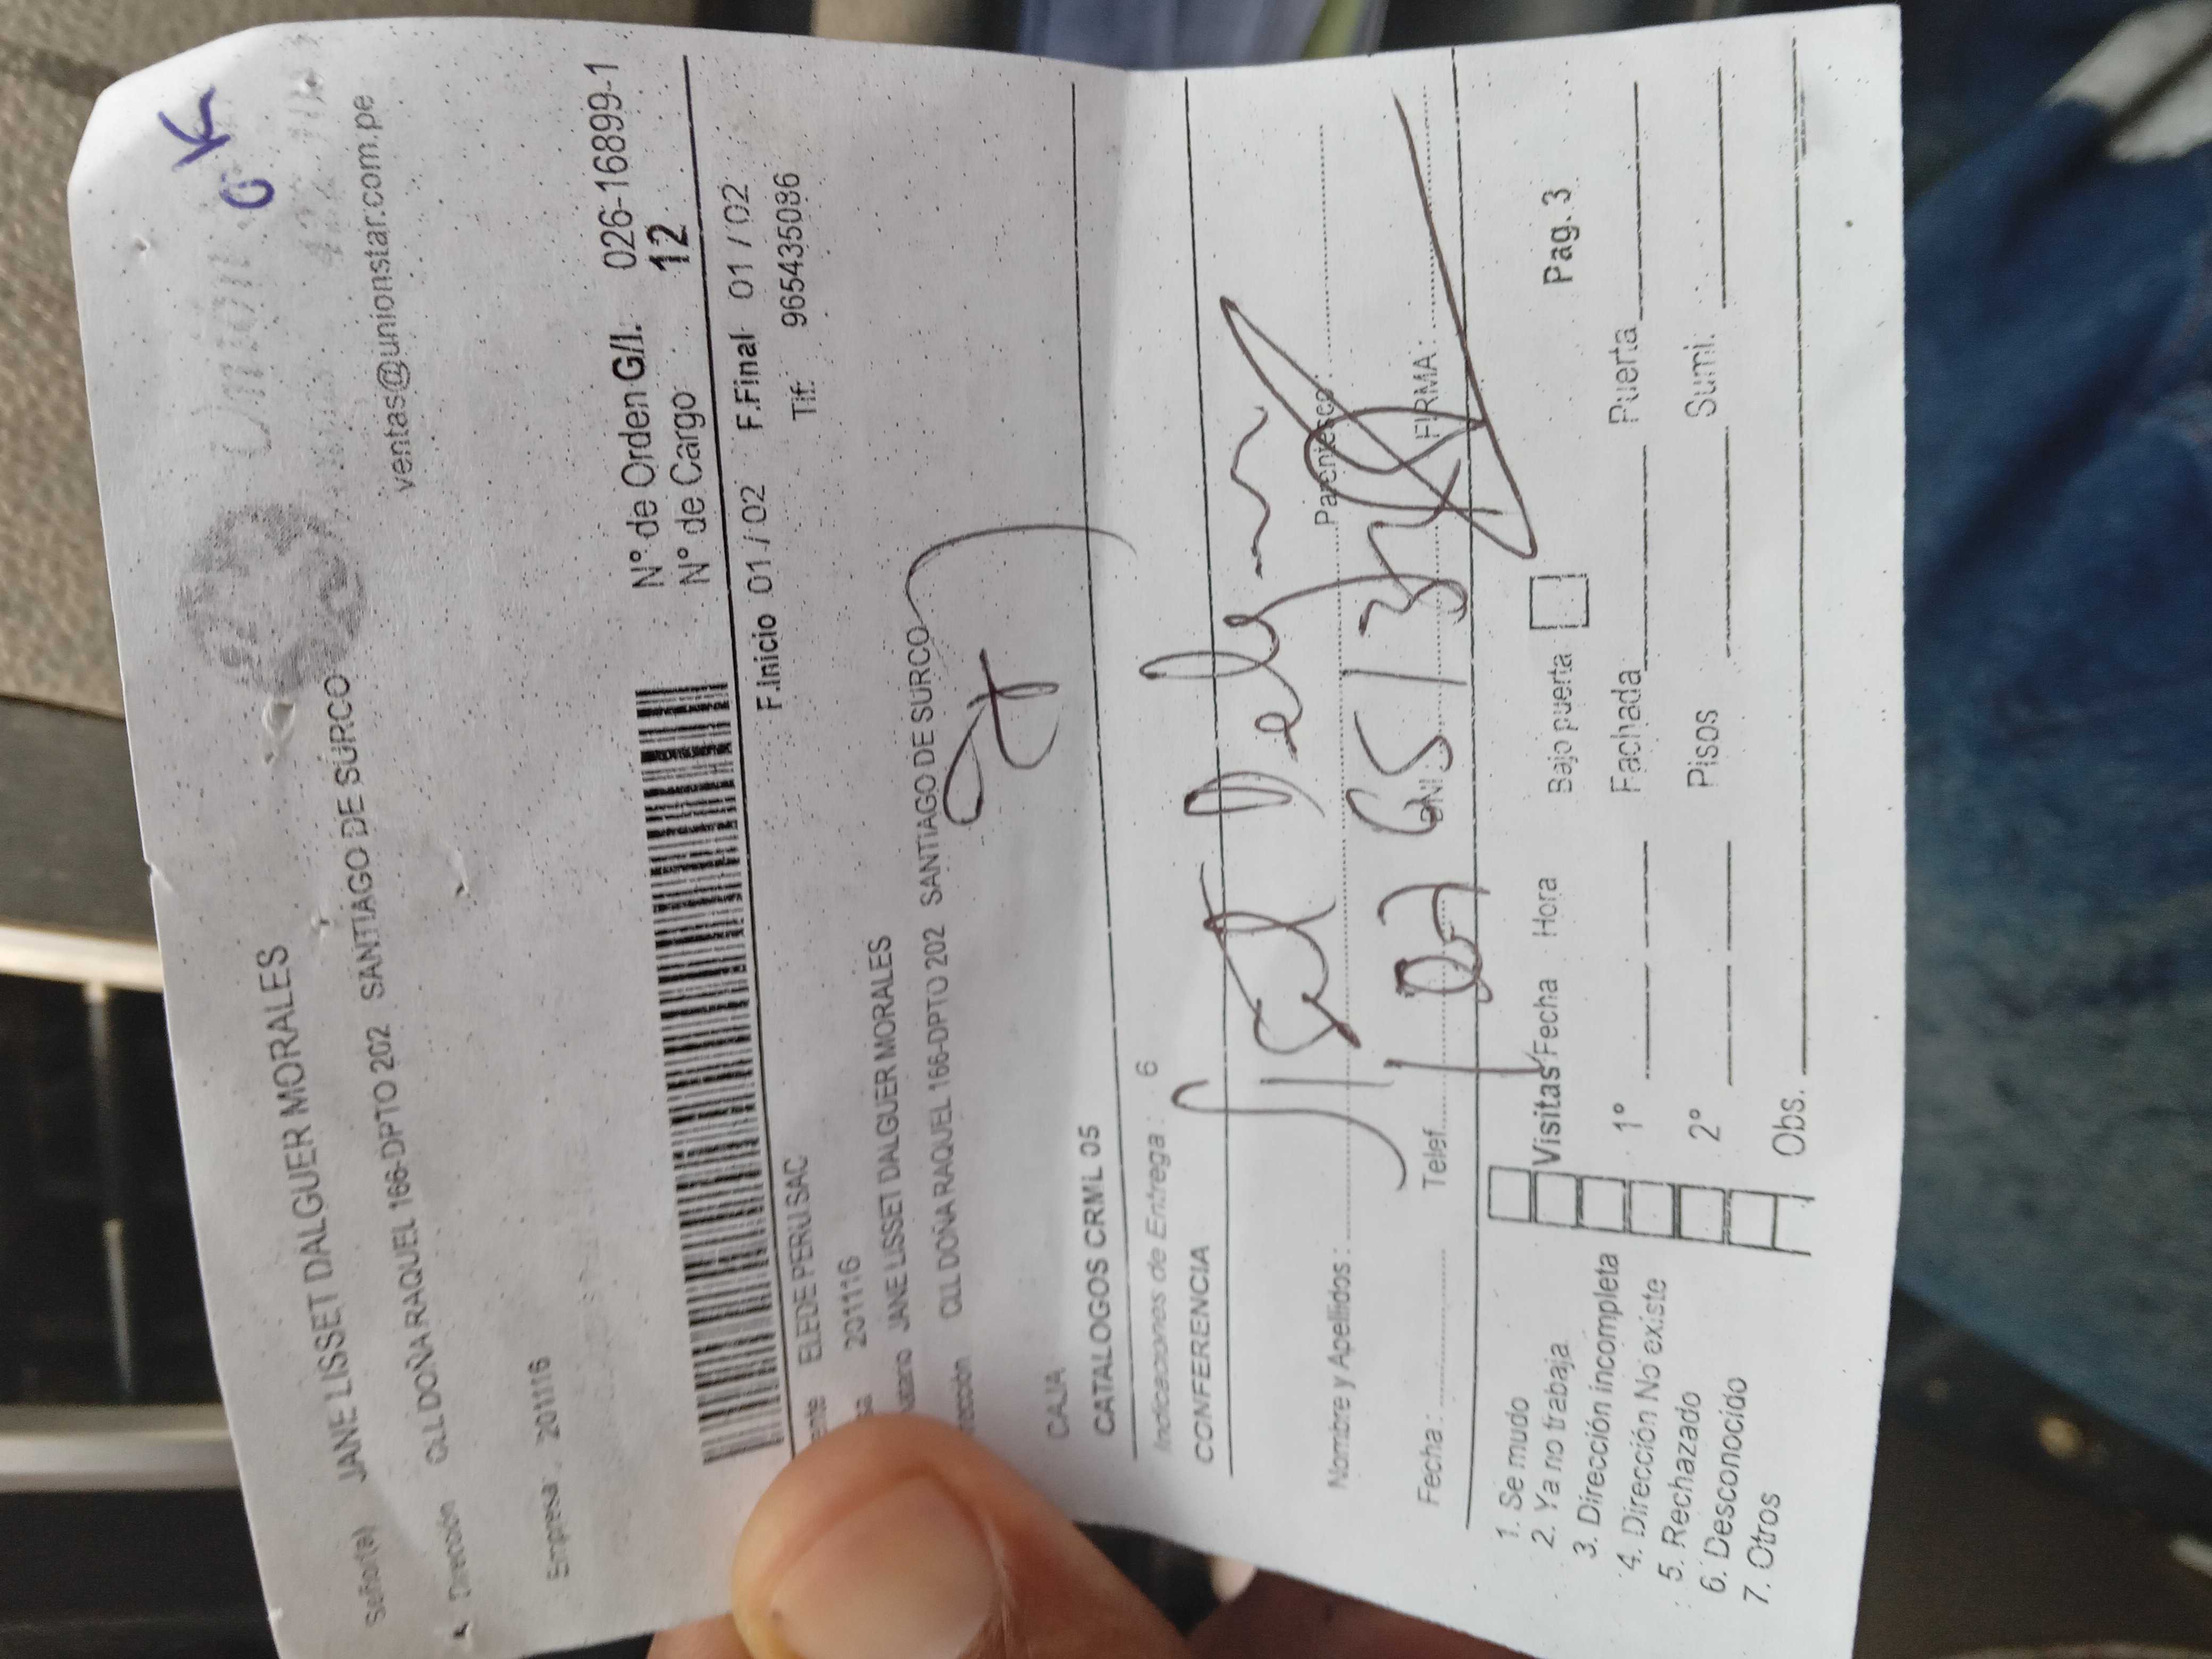 Union
OK
ventas@unionstar.com.pe
Señor(a) JANE LISSET DALGUER MORALES
Dirección CLL DOÑA RAQUEL 166-DPTO 202 SANTIAGO DE SURCO
Empresa : 201116
N° de Orden G/I. 026-16899-1
N° de Cargo 12
F.Inicio 01 / 02 F.Final 01 / 02
ELEDE PERU SAC Tlf: 965435086
201116
JANE LISSET DALGUER MORALES
CLL DOÑA RAQUEL 166-DPTO 202 SANTIAGO DE SURCO
CAJA
CATALOGOS CRML 05
Indicaciones de Entrega : 6
CONFERENCIA
Nombre y Apellidos : Parentesco :
Fecha : Telef. DNI FIRMA :
1. Se mudo
2. Ya no trabaja
3. Dirección incompleta
4. Dirección No existe
5. Rechazado
6. Desconocido
7. Otros
Visitas Fecha Hora Bajo puerta Pag. 3
1° Fachada Puerta
2° Pisos Sumi.
Obs.